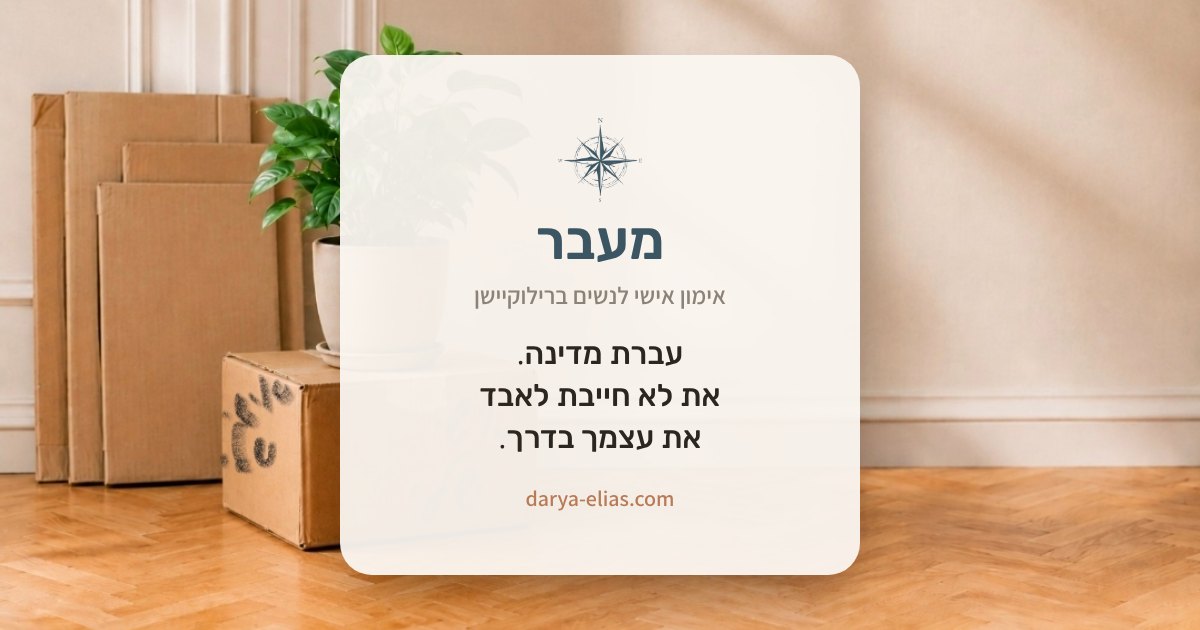 N
W E
S
מעבר
אימון אישי לנשים ברילוקיישן
עברת מדינה.
את לא חייבת לאבד
את עצמך בדרך.
darya-elias.com